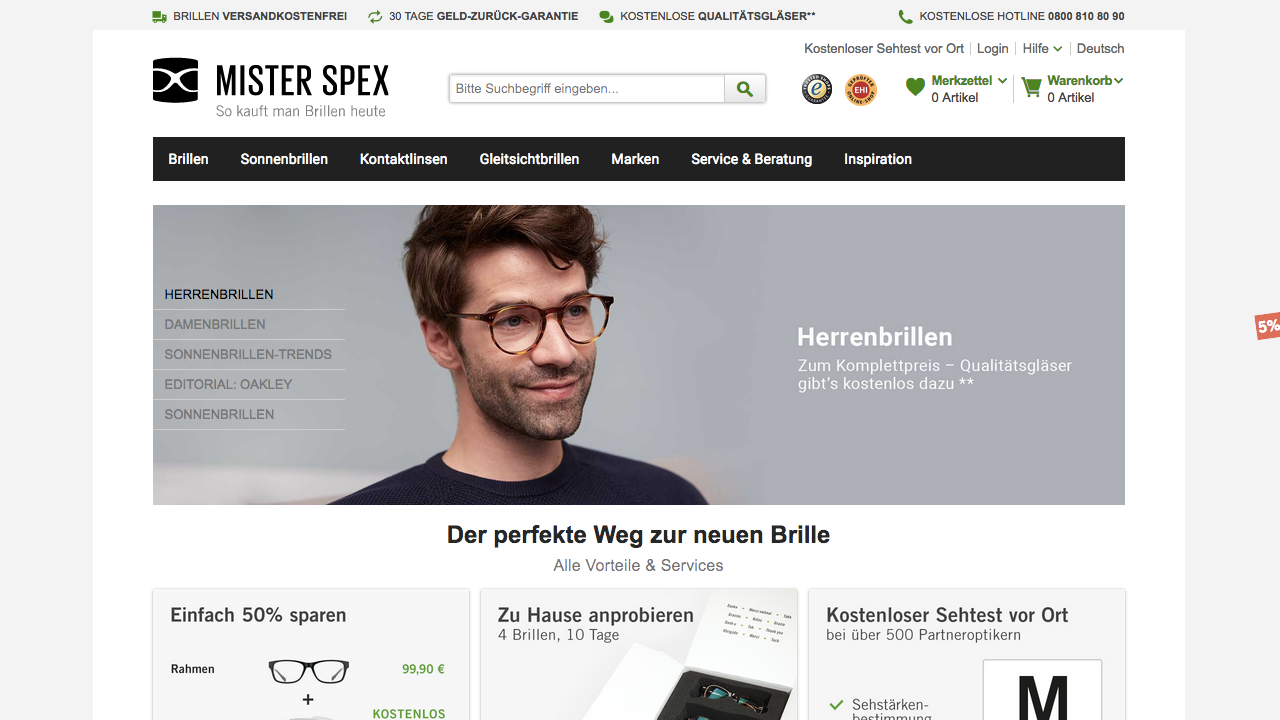 BRILLEN VERSANDKOSTENFREI
30 TAGE GELD-ZURÜCK-GARANTIE
KOSTENLOSE QUALITÄTSGLÄSER**
KOSTENLOSE HOTLINE 0800 810 80 90
Kostenloser Sehtest vor Ort
Login
Hilfe
Deutsch
MISTER SPEX
So kauft man Brillen heute
Bitte Suchbegriff eingeben...
EHI
Merkzettel
0 Artikel
Warenkorb
0 Artikel
Brillen
Sonnenbrillen
Kontaktlinsen
Gleitsichtbrillen
Marken
Service & Beratung
Inspiration
HERRENBRILLEN
DAMENBRILLEN
SONNENBRILLEN-TRENDS
EDITORIAL: OAKLEY
SONNENBRILLEN
Herrenbrillen
Zum Komplettpreis – Qualitätsgläser
gibt's kostenlos dazu **
5%
Der perfekte Weg zur neuen Brille
Alle Vorteile & Services
Einfach 50% sparen
Rahmen
99,90 €
+
KOSTENLOS
Zu Hause anprobieren
4 Brillen, 10 Tage
Kostenloser Sehtest vor Ort
bei über 500 Partneroptikern
Sehstärken-
bestimmung
M